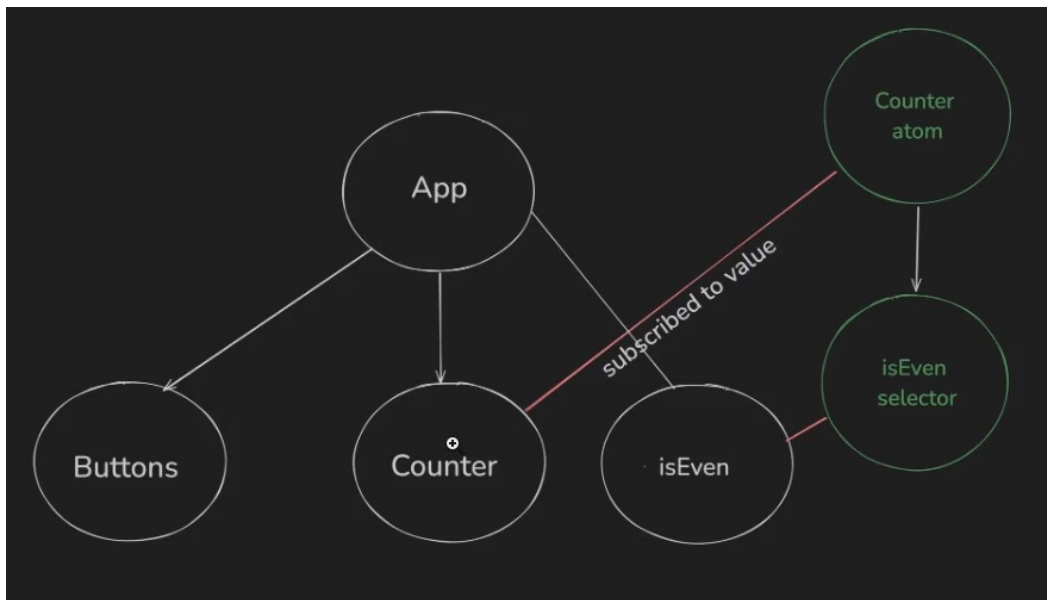 Counter
atom
App
subscribed to value
isEven
selector
Buttons
Counter
isEven